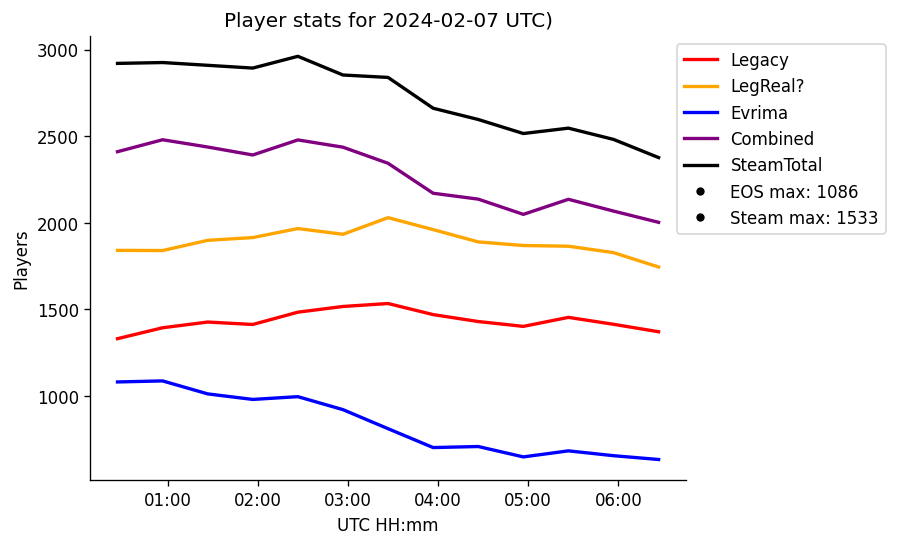 Player stats for 2024-02-07 UTC)
3000
2500
2000
1500
1000
Players
01:00 02:00 03:00 04:00 05:00 06:00
UTC HH:mm
Legacy
LegReal?
Evrima
Combined
SteamTotal
EOS max: 1086
Steam max: 1533